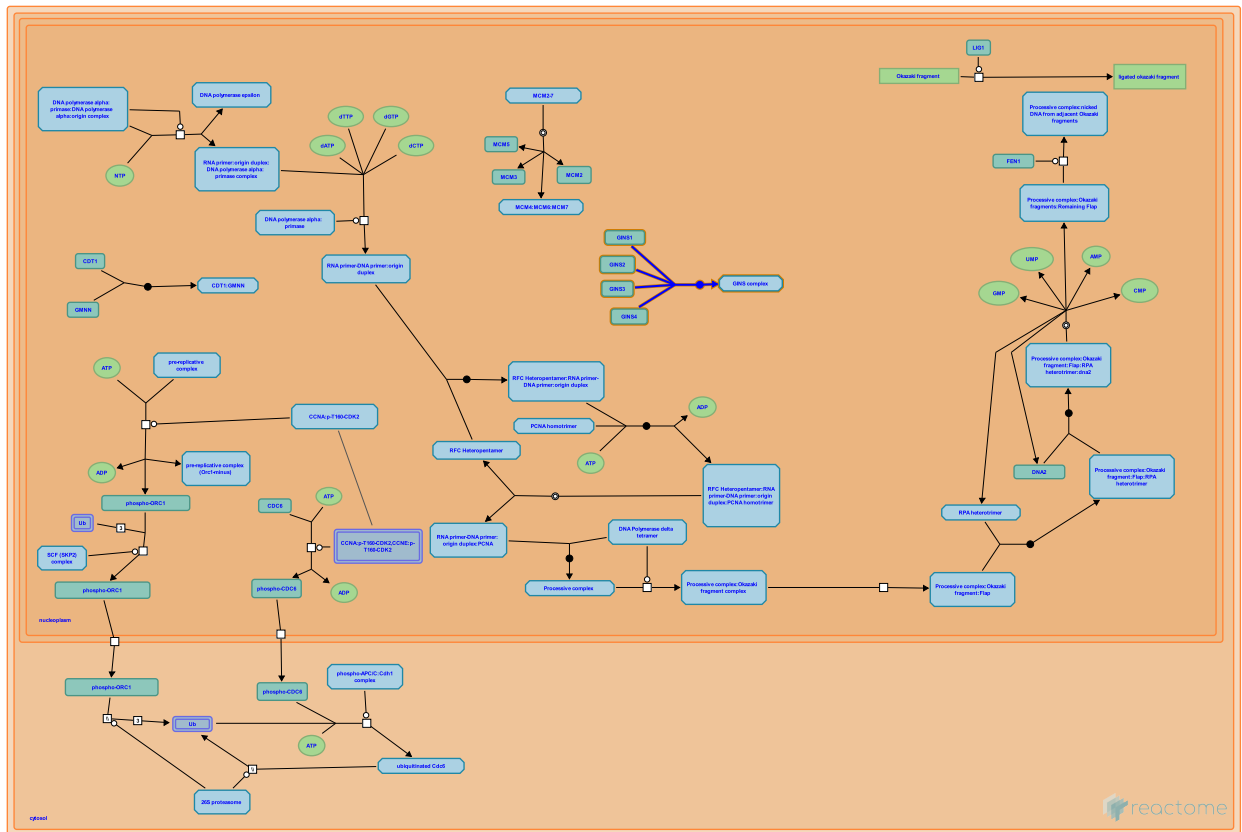 LIG1
Okazaki fragment
ligated okazaki fragment
DNA polymerase alpha:
primase:DNA polymerase
alpha:origin complex
DNA polymerase epsilon
NTP
RNA primer:origin duplex:
DNA polymerase alpha:
primase complex
dTTP
dGTP
dATP
dCTP
DNA polymerase alpha:
primase
RNA primer-DNA primer:origin
duplex
MCM2-7
MCM5
MCM3
MCM2
MCM4:MCM6:MCM7
Processive complex:nicked
DNA from adjacent Okazaki
fragments
FEN1
Processive complex:Okazaki
fragments:Remaining Flap
CDT1
GMNN
CDT1:GMNN
GINS1
GINS2
GINS3
GINS4
GINS complex
UMP
AMP
GMP
CMP
Processive complex:Okazaki
fragment:Flap:RPA
heterotrimer:dna2
ATP
pre-replicative
complex
CCNA:p-T160-CDK2
ADP
pre-replicative complex
(Orc1-minus)
phospho-ORC1
Ub
3
SCF (SKP2)
complex
phospho-ORC1
CDC6
ATP
CCNA:p-T160-CDK2,CCNE:p-
T160-CDK2
phospho-CDC6
ADP
RFC Heteropentamer:RNA primer-
DNA primer:origin duplex
PCNA homotrimer
ADP
ATP
RFC Heteropentamer
RFC Heteropentamer:RNA
primer-DNA primer:origin
duplex:PCNA homotrimer
RNA primer-DNA primer:
origin duplex:PCNA
DNA Polymerase delta
tetramer
Processive complex
Processive complex:Okazaki
fragment complex
DNA2
Processive complex:Okazaki
fragment:Flap:RPA
heterotrimer
RPA heterotrimer
Processive complex:Okazaki
fragment:Flap
nucleoplasm
phospho-ORC1
5
3
Ub
phospho-CDC6
phospho-APC/C:Cdh1
complex
ATP
ubiquitinated Cdc6
26S proteasome
cytosol
reactome